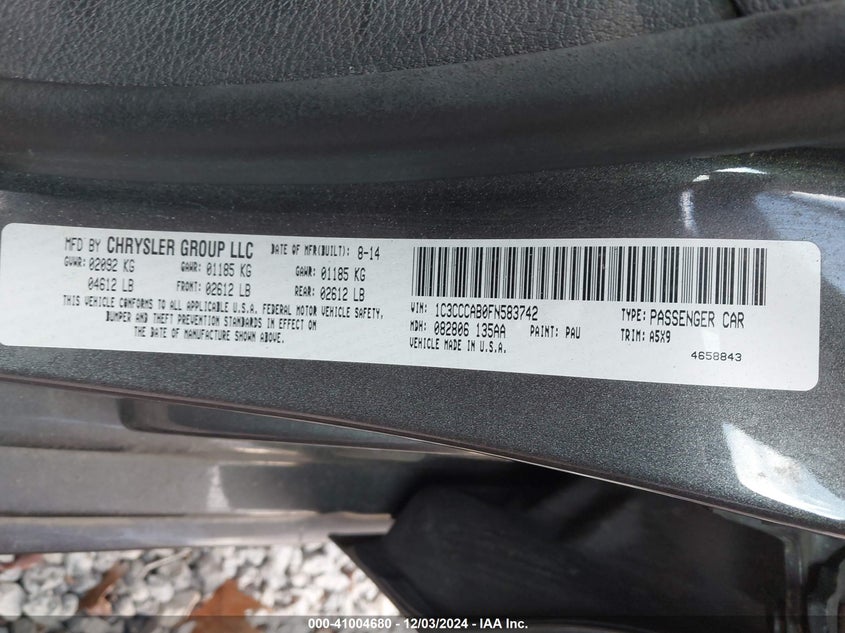 MFD BY CHRYSLER GROUP LLC DATE OF MFR(BUILT): 8-14
GVWR: 02092 KG GAWR: 01185 KG GAWR: 01185 KG
04612 LB FRONT: 02612 LB REAR: 02612 LB
THIS VEHICLE CONFORMS TO ALL APPLICABLE U.S.A. FEDERAL MOTOR VEHICLE SAFETY,
BUMPER AND THEFT PREVENTION STANDARDS IN EFFECT ON
THE DATE OF MANUFACTURE SHOWN ABOVE.
VIN: 1C3CCCAB0FN583742 TYPE: PASSENGER CAR
MDH: 082806 135AA PAINT: PAU TRIM: A5X9
VEHICLE MADE IN U.S.A.
4658843
000-41004680 - 12/03/2024 - IAA Inc.